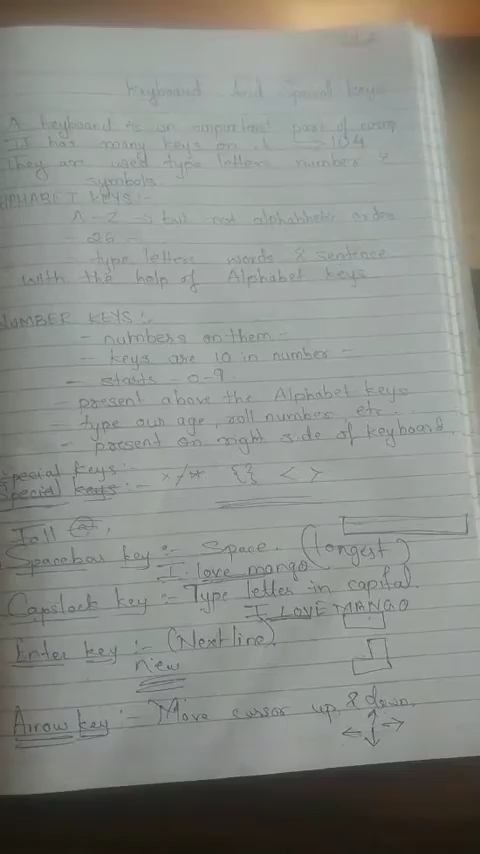 Keyboard And Special Keys
A keyboard is an important part of comp
It has many keys on it → 104
They are used type letters number &
symbols.
ALPHABET KEYS :-
A-Z → but not alphabhetic order
- 26 -
- type letters words & sentence
with the help of Alphabet keys
NUMBER KEYS :-
- numbers on them -
- keys are 10 in number -
- starts - 0-9
- present above the Alphabet keys
- type our age, roll number etc..
- present on right side of keyboard
Special keys :-
Special keys :- * / ** {} < >
@
Spacebar key :- Space. (longest)
I love mango
Capslock key :- Type letter in capital
I LOVE MANGO
Enter key :- (Next line)
new
Arrow key :- Move cursor up & down.